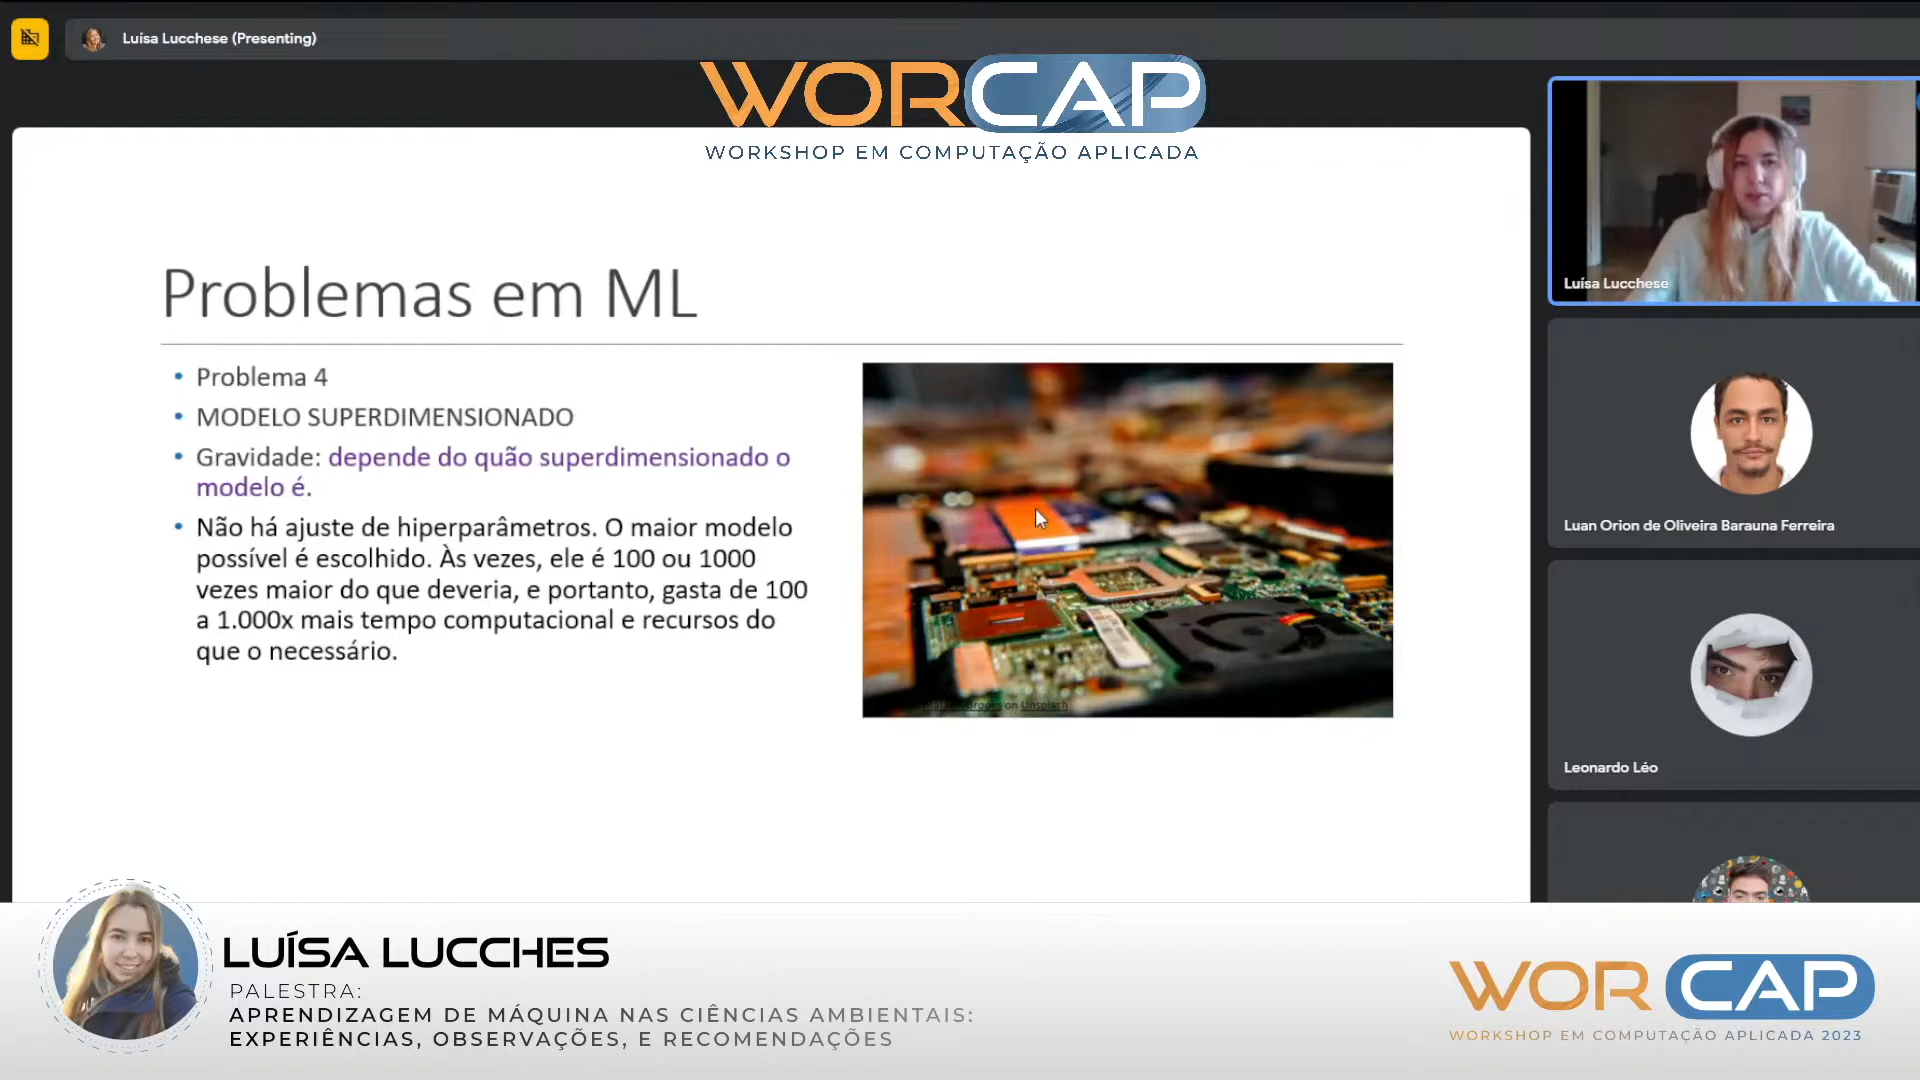 Luísa Lucchese (Presenting)
WORCAP
WORKSHOP EM COMPUTAÇÃO APLICADA
Problemas em ML
• Problema 4
• MODELO SUPERDIMENSIONADO
• Gravidade: depende do quão superdimensionado o
modelo é.
• Não há ajuste de hiperparâmetros. O maior modelo
possível é escolhido. Às vezes, ele é 100 ou 1000
vezes maior do que deveria, e portanto, gasta de 100
a 1.000x mais tempo computacional e recursos do
que o necessário.
on Unsplash
Luísa Lucchese
Luan Orion de Oliveira Barauna Ferreira
Leonardo Léo
LUÍSA LUCCHES
PALESTRA:
APRENDIZAGEM DE MÁQUINA NAS CIÊNCIAS AMBIENTAIS:
EXPERIÊNCIAS, OBSERVAÇÕES, E RECOMENDAÇÕES
WORCAP
WORKSHOP EM COMPUTAÇÃO APLICADA 2023